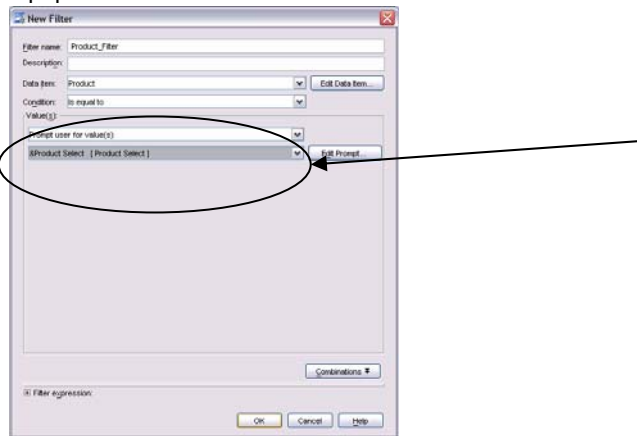 New Filter
Filter name: Product_Filter
Description:
Data item: Product Edit Data Item...
Condition: Is equal to
Value(s):
Prompt user for value(s)
&Product Select [ Product Select ] Edit Prompt...
Combinations
Filter expression:
OK Cancel Help